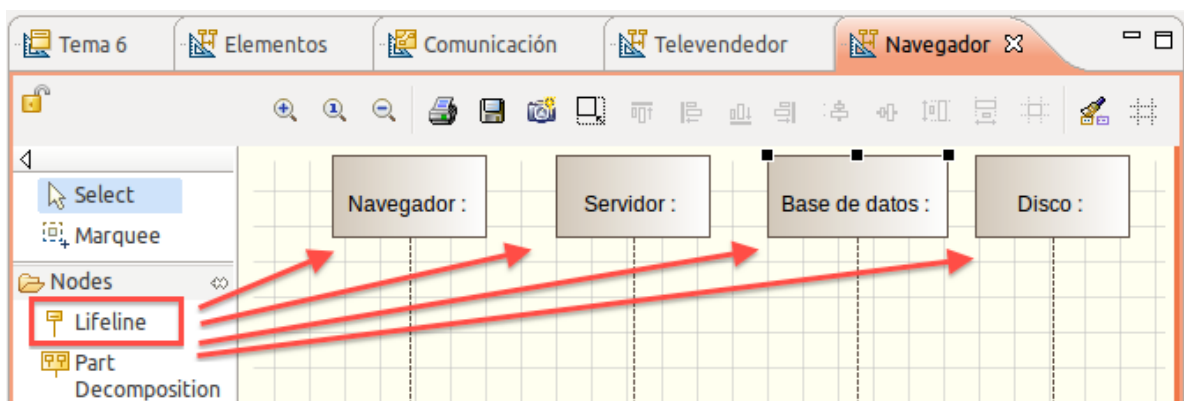 Tema 6
Elementos
Comunicación
Televendedor
Navegador
Select
Marquee
Nodes
Lifeline
Part
Decomposition
Navegador :
Servidor :
Base de datos :
Disco :